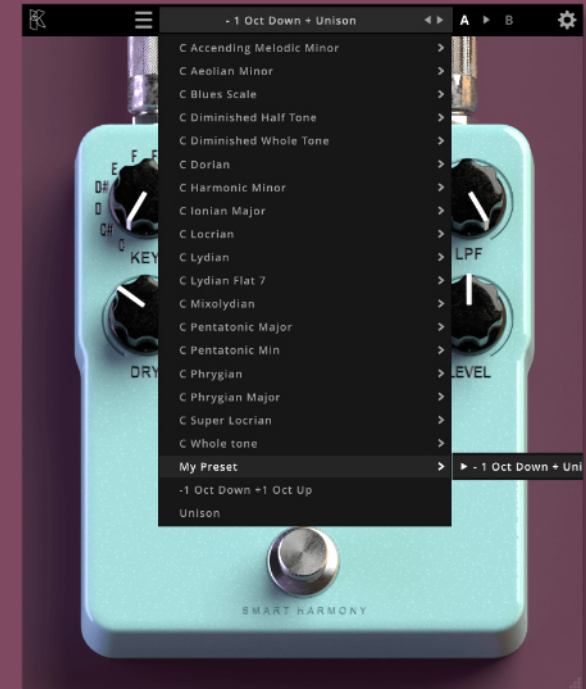 - 1 Oct Down + Unison
A
B
C Accending Melodic Minor
C Aeolian Minor
C Blues Scale
C Diminished Half Tone
C Diminished Whole Tone
C Dorian
C Harmonic Minor
C Ionian Major
C Locrian
C Lydian
C Lydian Flat 7
C Mixolydian
C Pentatonic Major
C Pentatonic Min
C Phrygian
C Phrygian Major
C Super Locrian
C Whole tone
My Preset
- 1 Oct Down + Uni
-1 Oct Down +1 Oct Up
Unison
E
F
D#
D
C#
C
KEY
LPF
DRY
LEVEL
SMART HARMONY